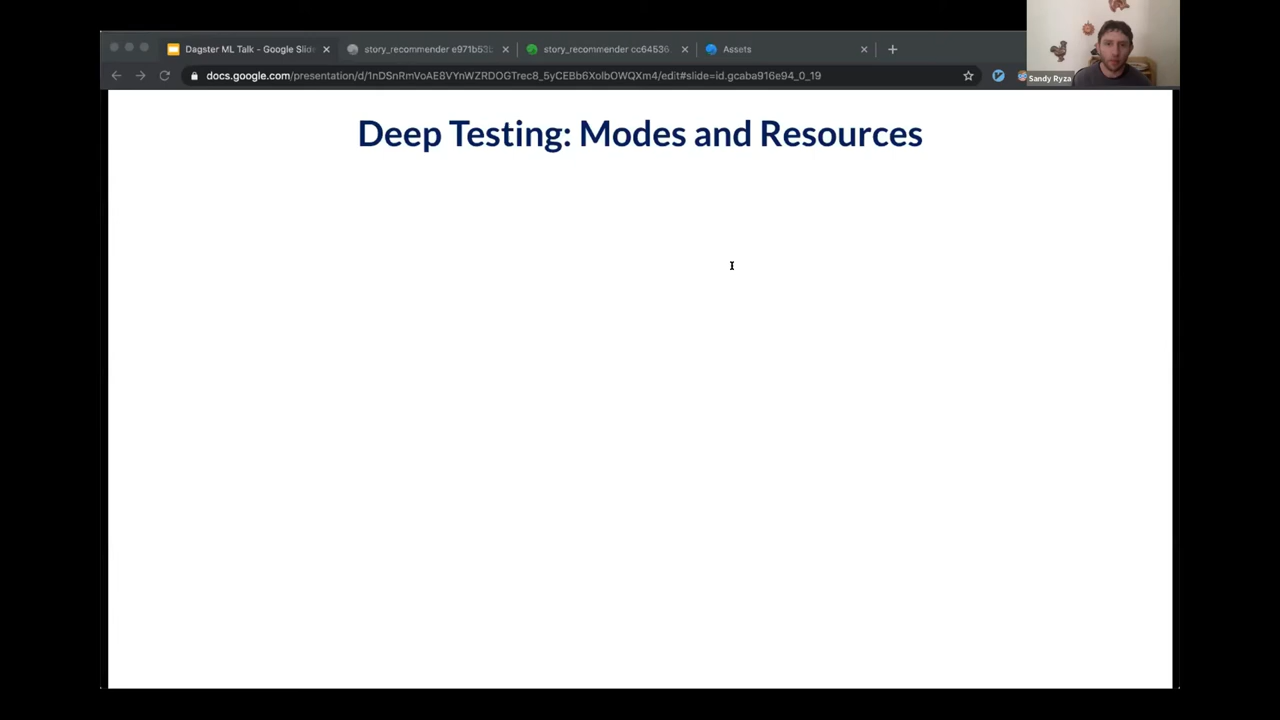 Dagster ML Talk - Google Slid
story_recommender e971b53b
story_recommender cc64536
Assets
docs.google.com/presentation/d/1nDSnRmVoAE8VYnWZRDOGTrec8_5yCEBb6XolbOWQXm4/edit#slide=id.gcaba916e94_0_19
Sandy Ryza
Deep Testing: Modes and Resources